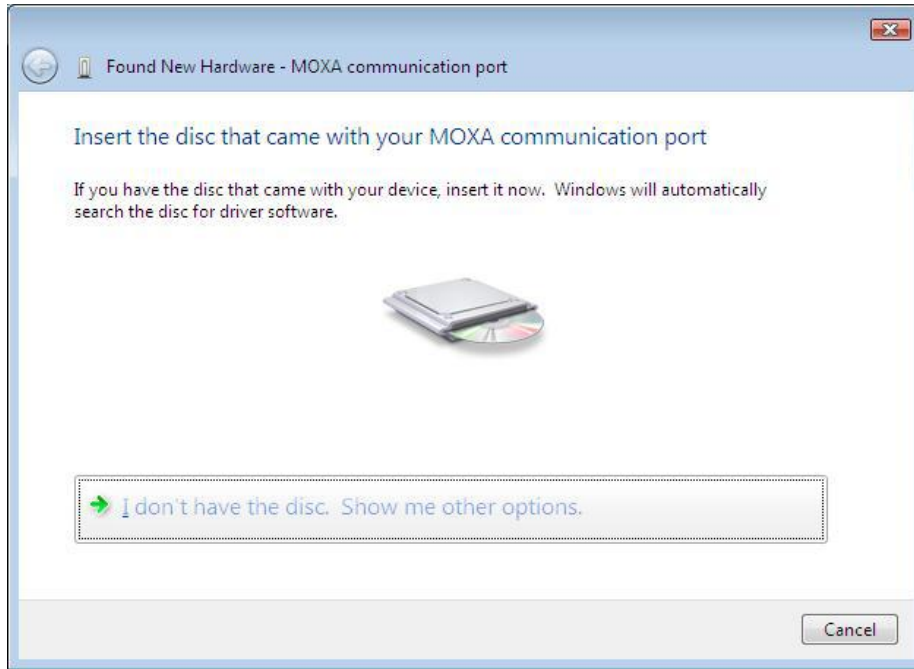 Found New Hardware - MOXA communication port
Insert the disc that came with your MOXA communication port
If you have the disc that came with your device, insert it now.  Windows will automatically
search the disc for driver software.
I don't have the disc.  Show me other options.
Cancel